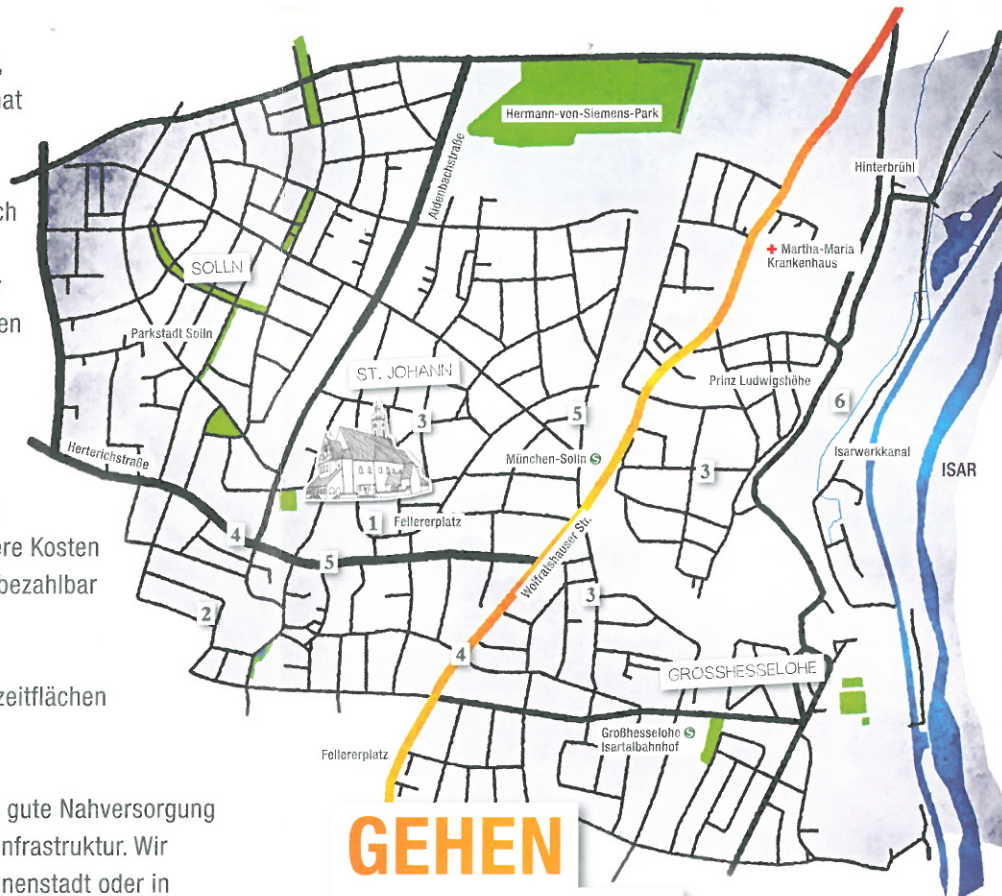 nat
ch
en
ere Kosten
bezahlbar
zeitflächen
gute Nahversorgung
nfrastruktur. Wir
nenstadt oder in
Hermann-von-Siemens-Park
Aidenbachstraße
Hinterbrühl
Martha-Maria
Krankenhaus
SOLLN
Parkstadt Solln
ST. JOHANN
Prinz Ludwigshöhe
3
5
6
Herterichstraße
München-Solln S
3
Isarwerkkanal
ISAR
1 Fellererplatz
4
5
Wolfratshauser Str.
2
3
4
GROSSHESSELOHE
Großhesselohe S
Isartalbahnhof
Fellererplatz
GEHEN